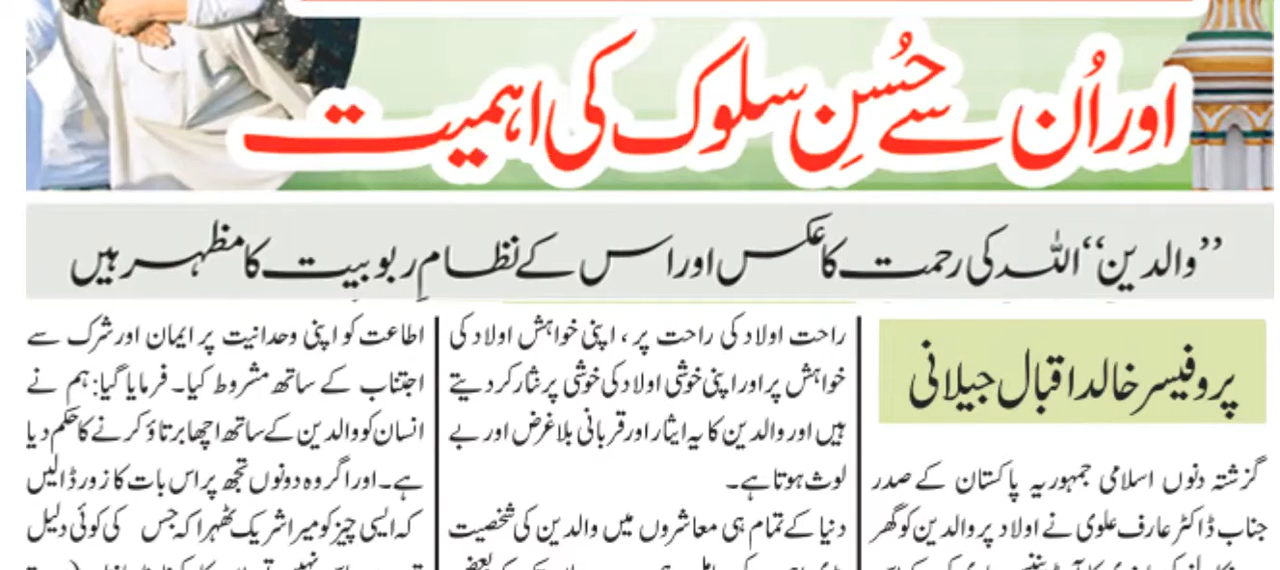 اور اُن سے حُسنِ سلوک کی اہمیت
”والدین“ اللہ کی رحمت کا عکس اور اس کے نظامِ ربوبیت کا مظہر ہیں
پروفیسر خالد اقبال جیلانی
گزشتہ دنوں اسلامی جمہوریہ پاکستان کے صدر
جناب ڈاکٹر عارف علوی نے اولاد پر والدین کو گھر
راحت اولاد کی راحت پر، اپنی خواہش اولاد کی
خواہش پر اور اپنی خوشی اولاد کی خوشی پر نثار کر دیتے
ہیں اور والدین کا یہ ایثار اور قربانی بلاغرض اور بے
لوث ہوتا ہے۔
دنیا کے تمام ہی معاشروں میں والدین کی شخصیت
اطاعت کو اپنی وحدانیت پر ایمان اور شرک سے
اجتناب کے ساتھ مشروط کیا۔ فرمایا گیا: ہم نے
انسان کو والدین کے ساتھ اچھا برتاؤ کرنے کا حکم دیا
ہے۔ اور اگر وہ دونوں تجھ پر اس بات کا زور ڈالیں
کہ ایسی چیز کو میرا شریک ٹھہرا کہ جس کی کوئی دلیل